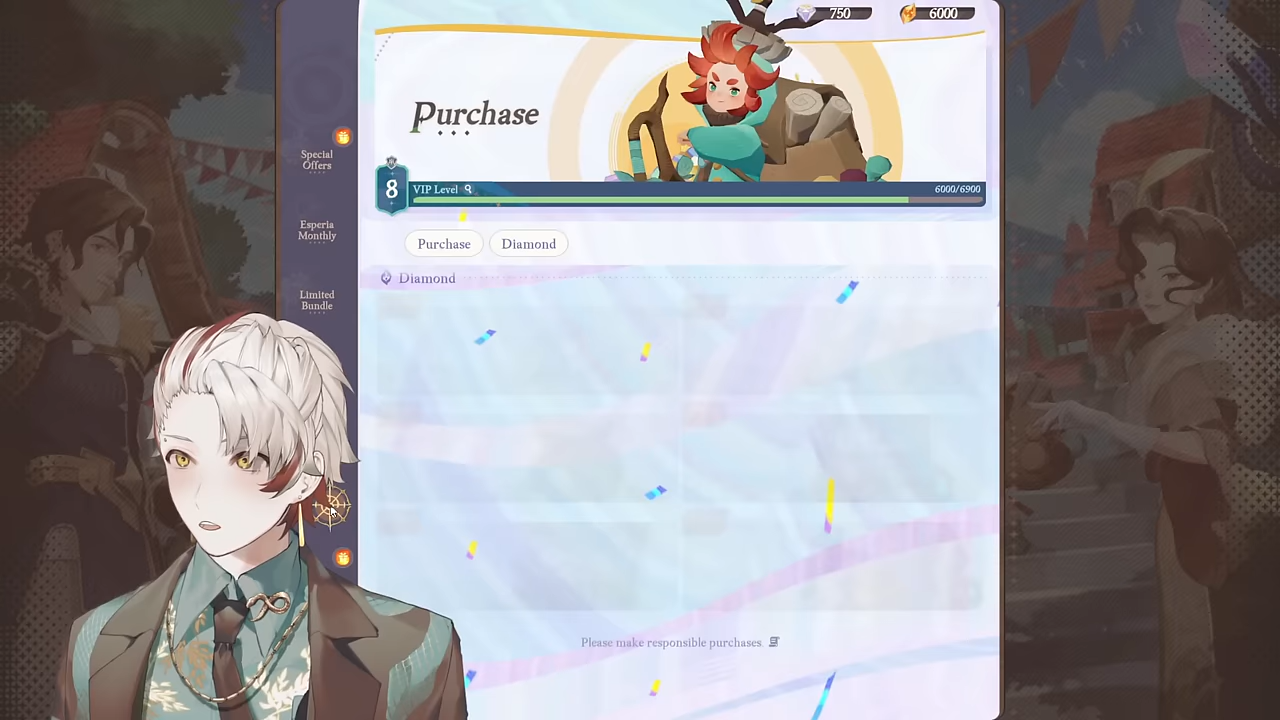 750
6000
Purchase
8
VIP Level
6000/6900
Special
Offers
Esperia
Monthly
Limited
Bundle
Purchase
Diamond
Diamond
Please make responsible purchases.